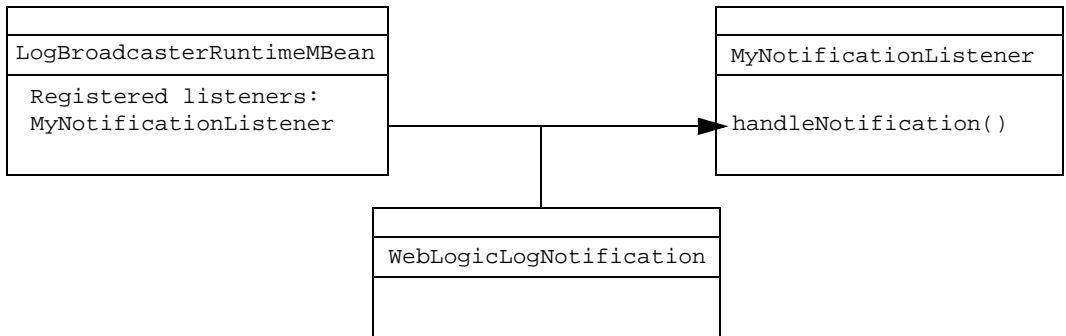 LogBroadcasterRuntimeMBean
Registered listeners:
MyNotificationListener
MyNotificationListener
handleNotification()
WebLogicLogNotification